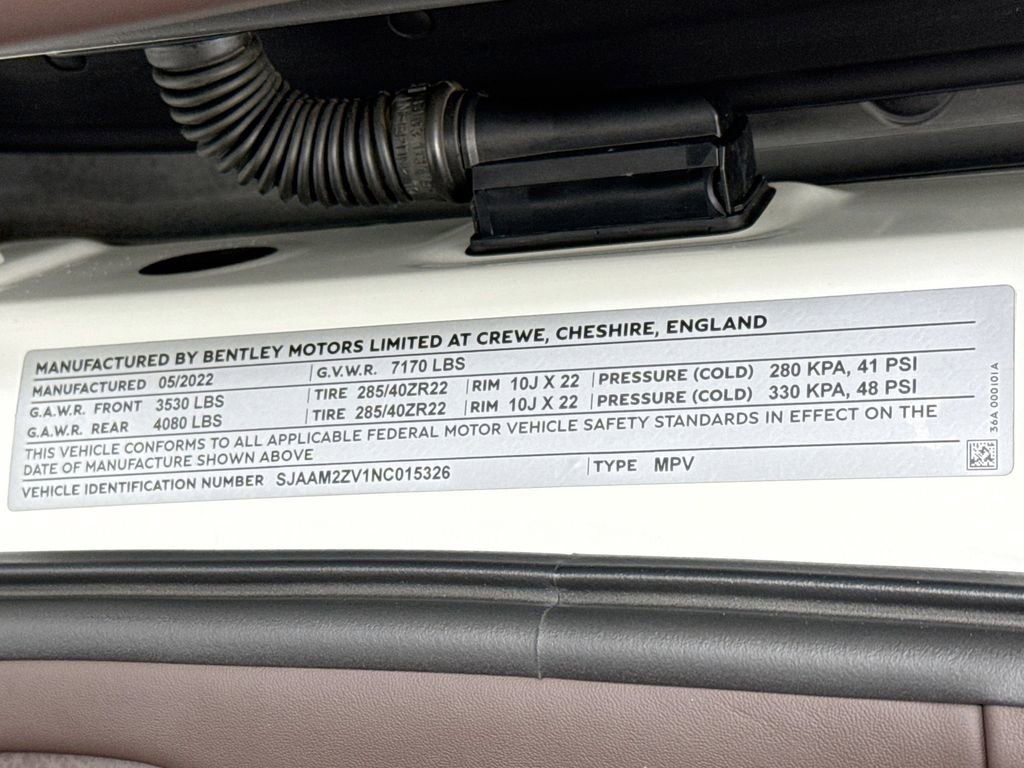 MANUFACTURED BY BENTLEY MOTORS LIMITED AT CREWE, CHESHIRE, ENGLAND
MANUFACTURED 05/2022 G.V.W.R. 7170 LBS
G.A.W.R. FRONT 3530 LBS TIRE 285/40ZR22 RIM 10J X 22 PRESSURE (COLD) 280 KPA, 41 PSI
G.A.W.R. REAR 4080 LBS TIRE 285/40ZR22 RIM 10J X 22 PRESSURE (COLD) 330 KPA, 48 PSI
THIS VEHICLE CONFORMS TO ALL APPLICABLE FEDERAL MOTOR VEHICLE SAFETY STANDARDS IN EFFECT ON THE
DATE OF MANUFACTURE SHOWN ABOVE
VEHICLE IDENTIFICATION NUMBER SJAAM2ZV1NC015326 TYPE MPV
36A 000101A